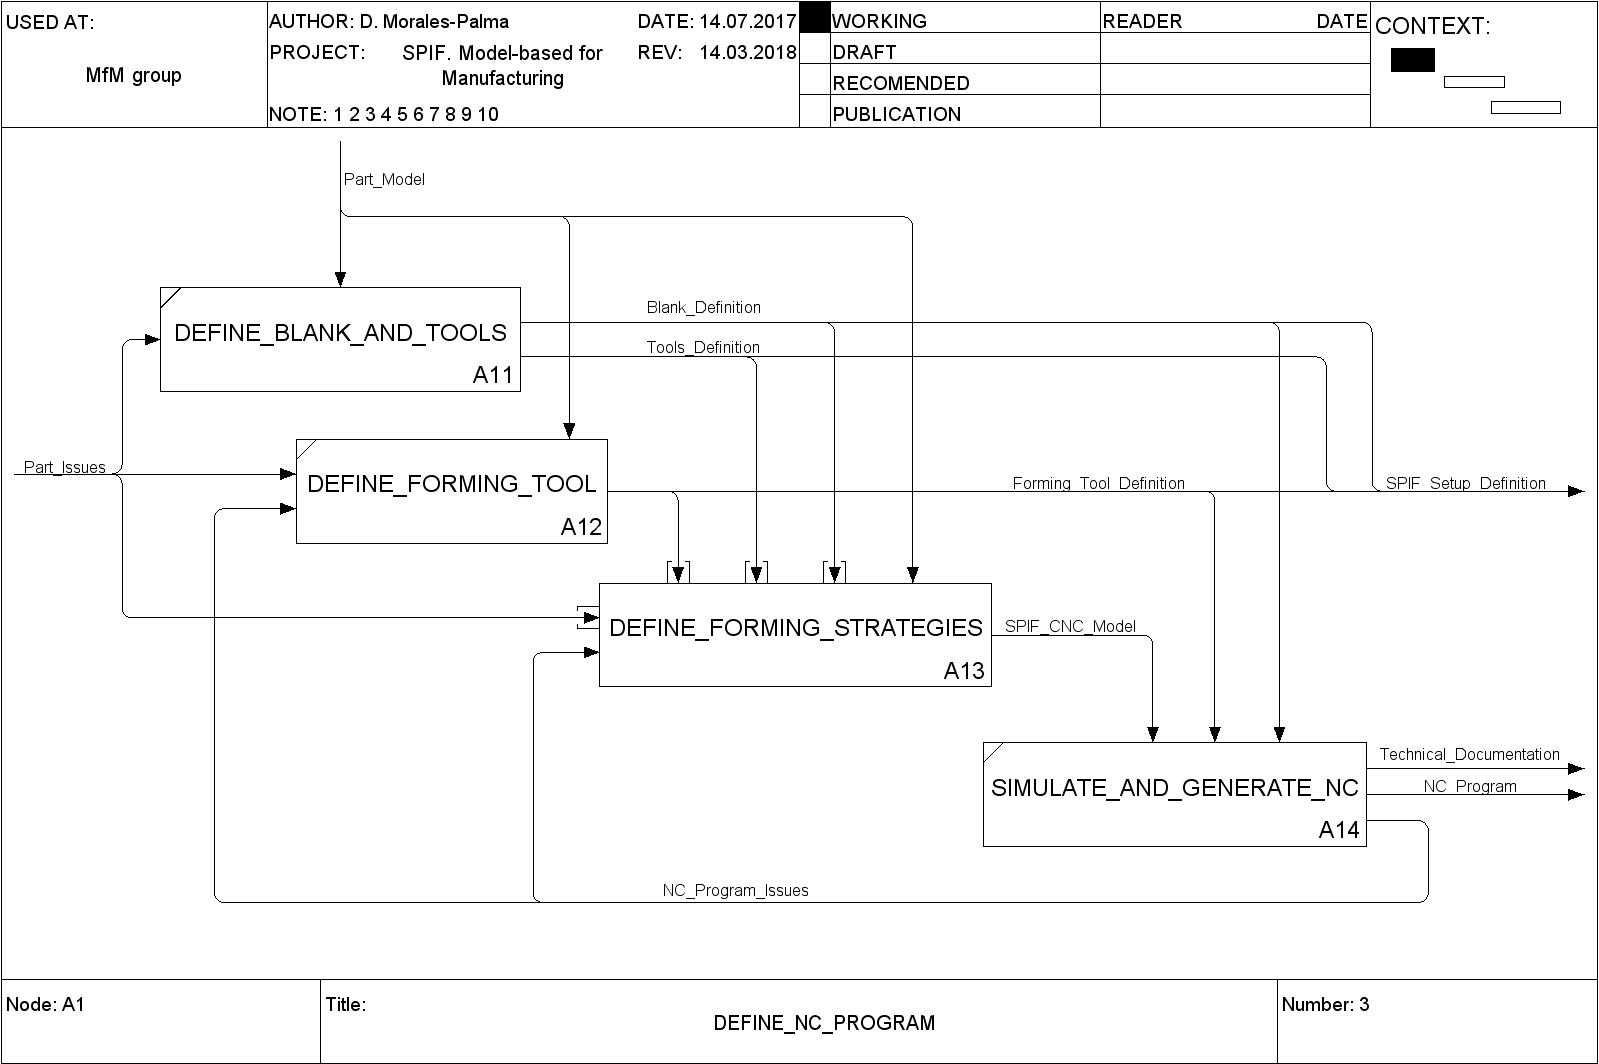 USED AT:
MfM group
AUTHOR: D. Morales-Palma
DATE: 14.07.2017
PROJECT: SPIF. Model-based for
Manufacturing
REV: 14.03.2018
NOTE: 1 2 3 4 5 6 7 8 9 10
WORKING
DRAFT
RECOMENDED
PUBLICATION
READER DATE
CONTEXT:
Part_Model
DEFINE_BLANK_AND_TOOLS
A11
Blank_Definition
Tools_Definition
Part_Issues
DEFINE_FORMING_TOOL
A12
Forming_Tool_Definition
SPIF_Setup_Definition
DEFINE_FORMING_STRATEGIES
A13
SPIF_CNC_Model
SIMULATE_AND_GENERATE_NC
A14
Technical_Documentation
NC_Program
NC_Program_Issues
Node: A1
Title:
DEFINE_NC_PROGRAM
Number: 3